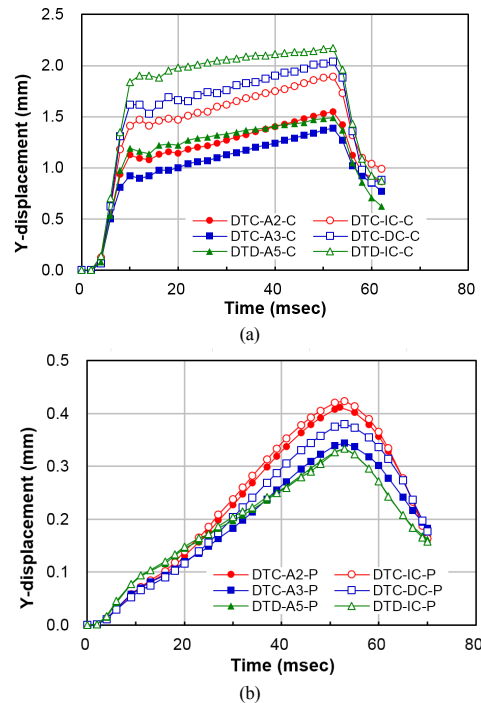 (a)
Y-displacement (mm)
2.5
2.0
1.5
1.0
0.5
0.0
DTC-A2-C DTC-IC-C
DTC-A3-C DTC-DC-C
DTD-A5-C DTD-IC-C
0 20 40 60 80
Time (msec)
(a)
Y-displacement (mm)
0.5
0.4
0.3
0.2
0.1
0.0
DTC-A2-P DTC-IC-P
DTC-A3-P DTC-DC-P
DTD-A5-P DTD-IC-P
0 20 40 60 80
Time (msec)
(b)